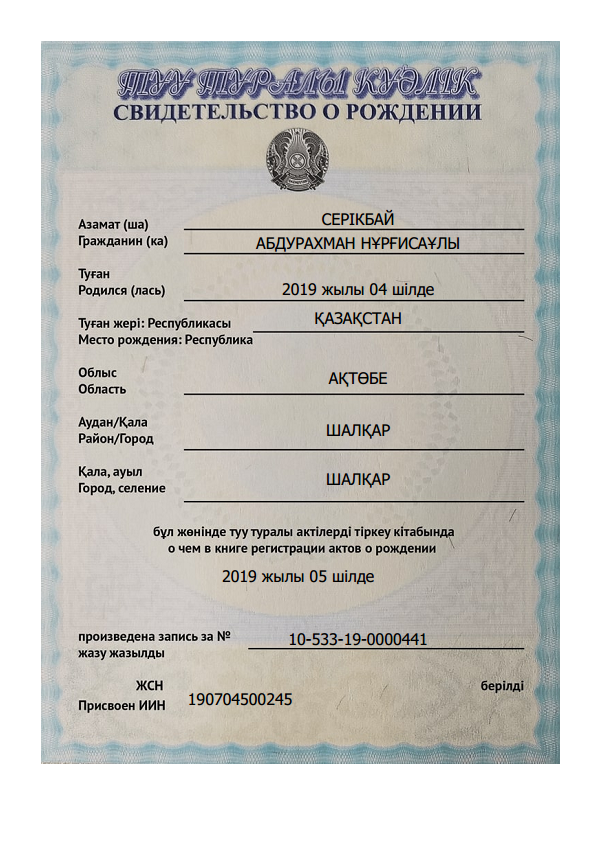 ТУУ ТУРАЛЫ КУӘЛІК
СВИДЕТЕЛЬСТВО О РОЖДЕНИИ
Азамат (ша)
СЕРІКБАЙ
Гражданин (ка)
АБДУРАХМАН НҰРҒИСАҰЛЫ
Туған
Родился (лась)
2019 жылы 04 шілде
Туған жері: Республикасы
ҚАЗАҚСТАН
Место рождения: Республика
Облыс
Область
АҚТӨБЕ
Аудан/Қала
Район/Город
ШАЛҚАР
Қала, ауыл
Город, селение
ШАЛҚАР
бұл жөнінде туу туралы актілерді тіркеу кітабында
о чем в книге регистрации актов о рождении
2019 жылы 05 шілде
произведена запись за №
10-533-19-0000441
жазу жазылды
ЖСН
берілді
Присвоен ИИН
190704500245